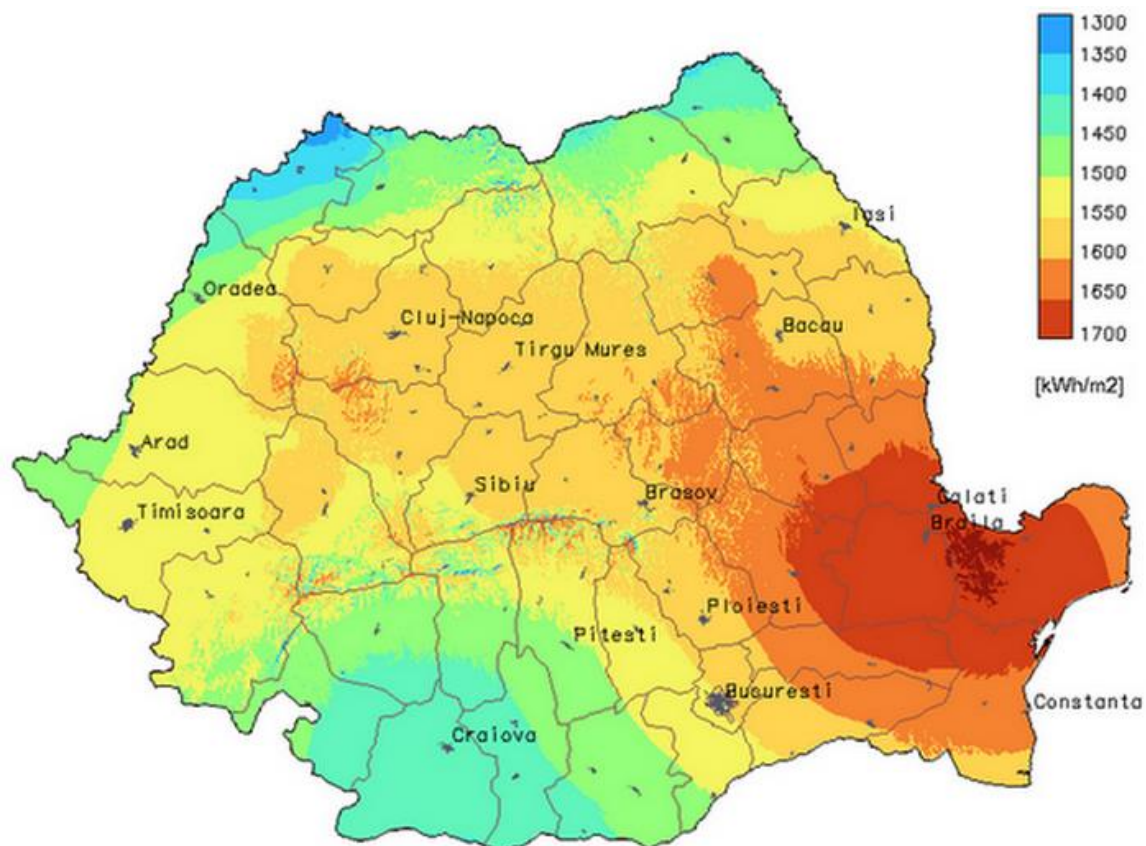 1300
1350
1400
1450
1500
1550
1600
1650
1700
[kWh/m2]
Iasi
Oradea
Cluj-Napoca
Bacau
Tirgu Mures
Arad
Sibiu
Brasov
Galati
Timisoara
Braila
Ploiesti
Pitesti
Bucuresti
Constanta
Craiova